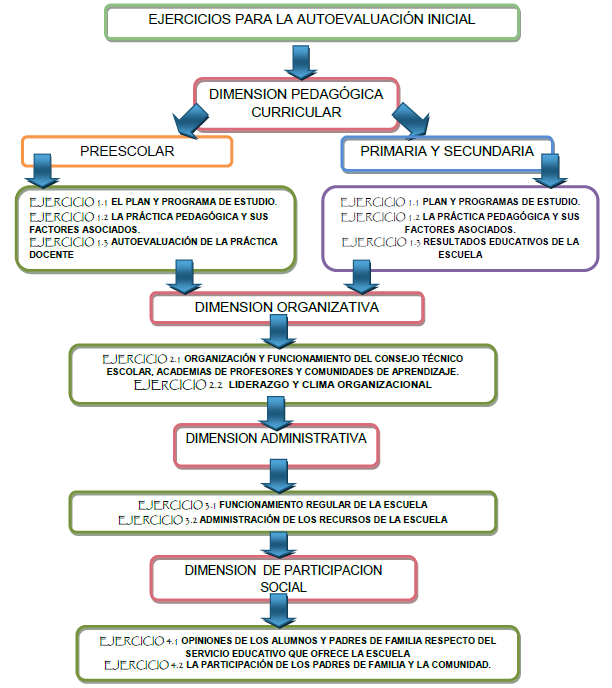 EJERCICIOS PARA LA AUTOEVALUACIÓN INICIAL
DIMENSION PEDAGÓGICA
CURRICULAR
PREESCOLAR
PRIMARIA Y SECUNDARIA
EJERCICIO 1.1 EL PLAN Y PROGRAMA DE ESTUDIO.
EJERCICIO 1.2 LA PRÁCTICA PEDAGÓGICA Y SUS
FACTORES ASOCIADOS.
EJERCICIO 1.3 AUTOEVALUACIÓN DE LA PRÁCTICA
DOCENTE
EJERCICIO 1.1 PLAN Y PROGRAMAS DE ESTUDIO.
EJERCICIO 1.2 LA PRÁCTICA PEDAGÓGICA Y SUS
FACTORES ASOCIADOS.
EJERCICIO 1.3 RESULTADOS EDUCATIVOS DE LA
ESCUELA
DIMENSION ORGANIZATIVA
EJERCICIO 2.1 ORGANIZACIÓN Y FUNCIONAMIENTO DEL CONSEJO TÉCNICO
ESCOLAR, ACADEMIAS DE PROFESORES Y COMUNIDADES DE APRENDIZAJE.
EJERCICIO 2.2 LIDERAZGO Y CLIMA ORGANIZACIONAL
DIMENSION ADMINISTRATIVA
EJERCICIO 3.1 FUNCIONAMIENTO REGULAR DE LA ESCUELA
EJERCICIO 3.2 ADMINISTRACIÓN DE LOS RECURSOS DE LA ESCUELA
DIMENSION DE PARTICIPACION
SOCIAL
EJERCICIO 4.1 OPINIONES DE LOS ALUMNOS Y PADRES DE FAMILIA RESPECTO DEL
SERVICIO EDUCATIVO QUE OFRECE LA ESCUELA
EJERCICIO 4.2 LA PARTICIPACIÓN DE LOS PADRES DE FAMILIA Y LA COMUNIDAD.